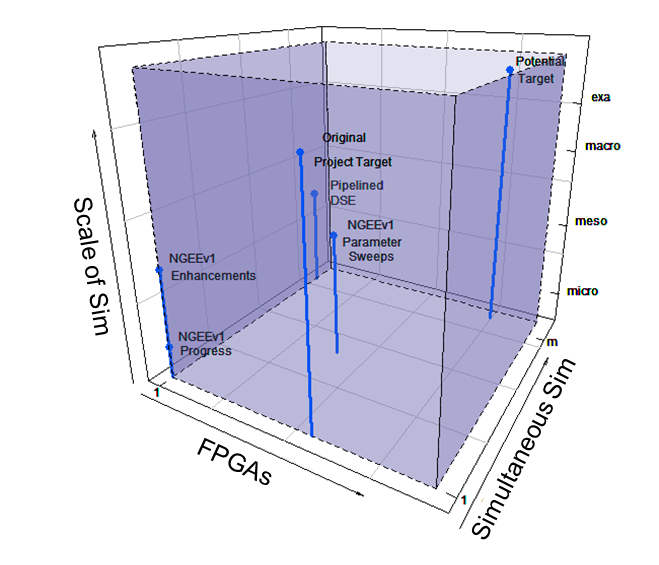 Potential
Target
exa
macro
Original
Project Target
Pipelined
DSE
meso
NGEEv1
Parameter
Sweeps
Scale of Sim
NGEEv1
Enhancements
micro
NGEEv1
Progress
m
1
FPGAs
1
Simultaneous Sim